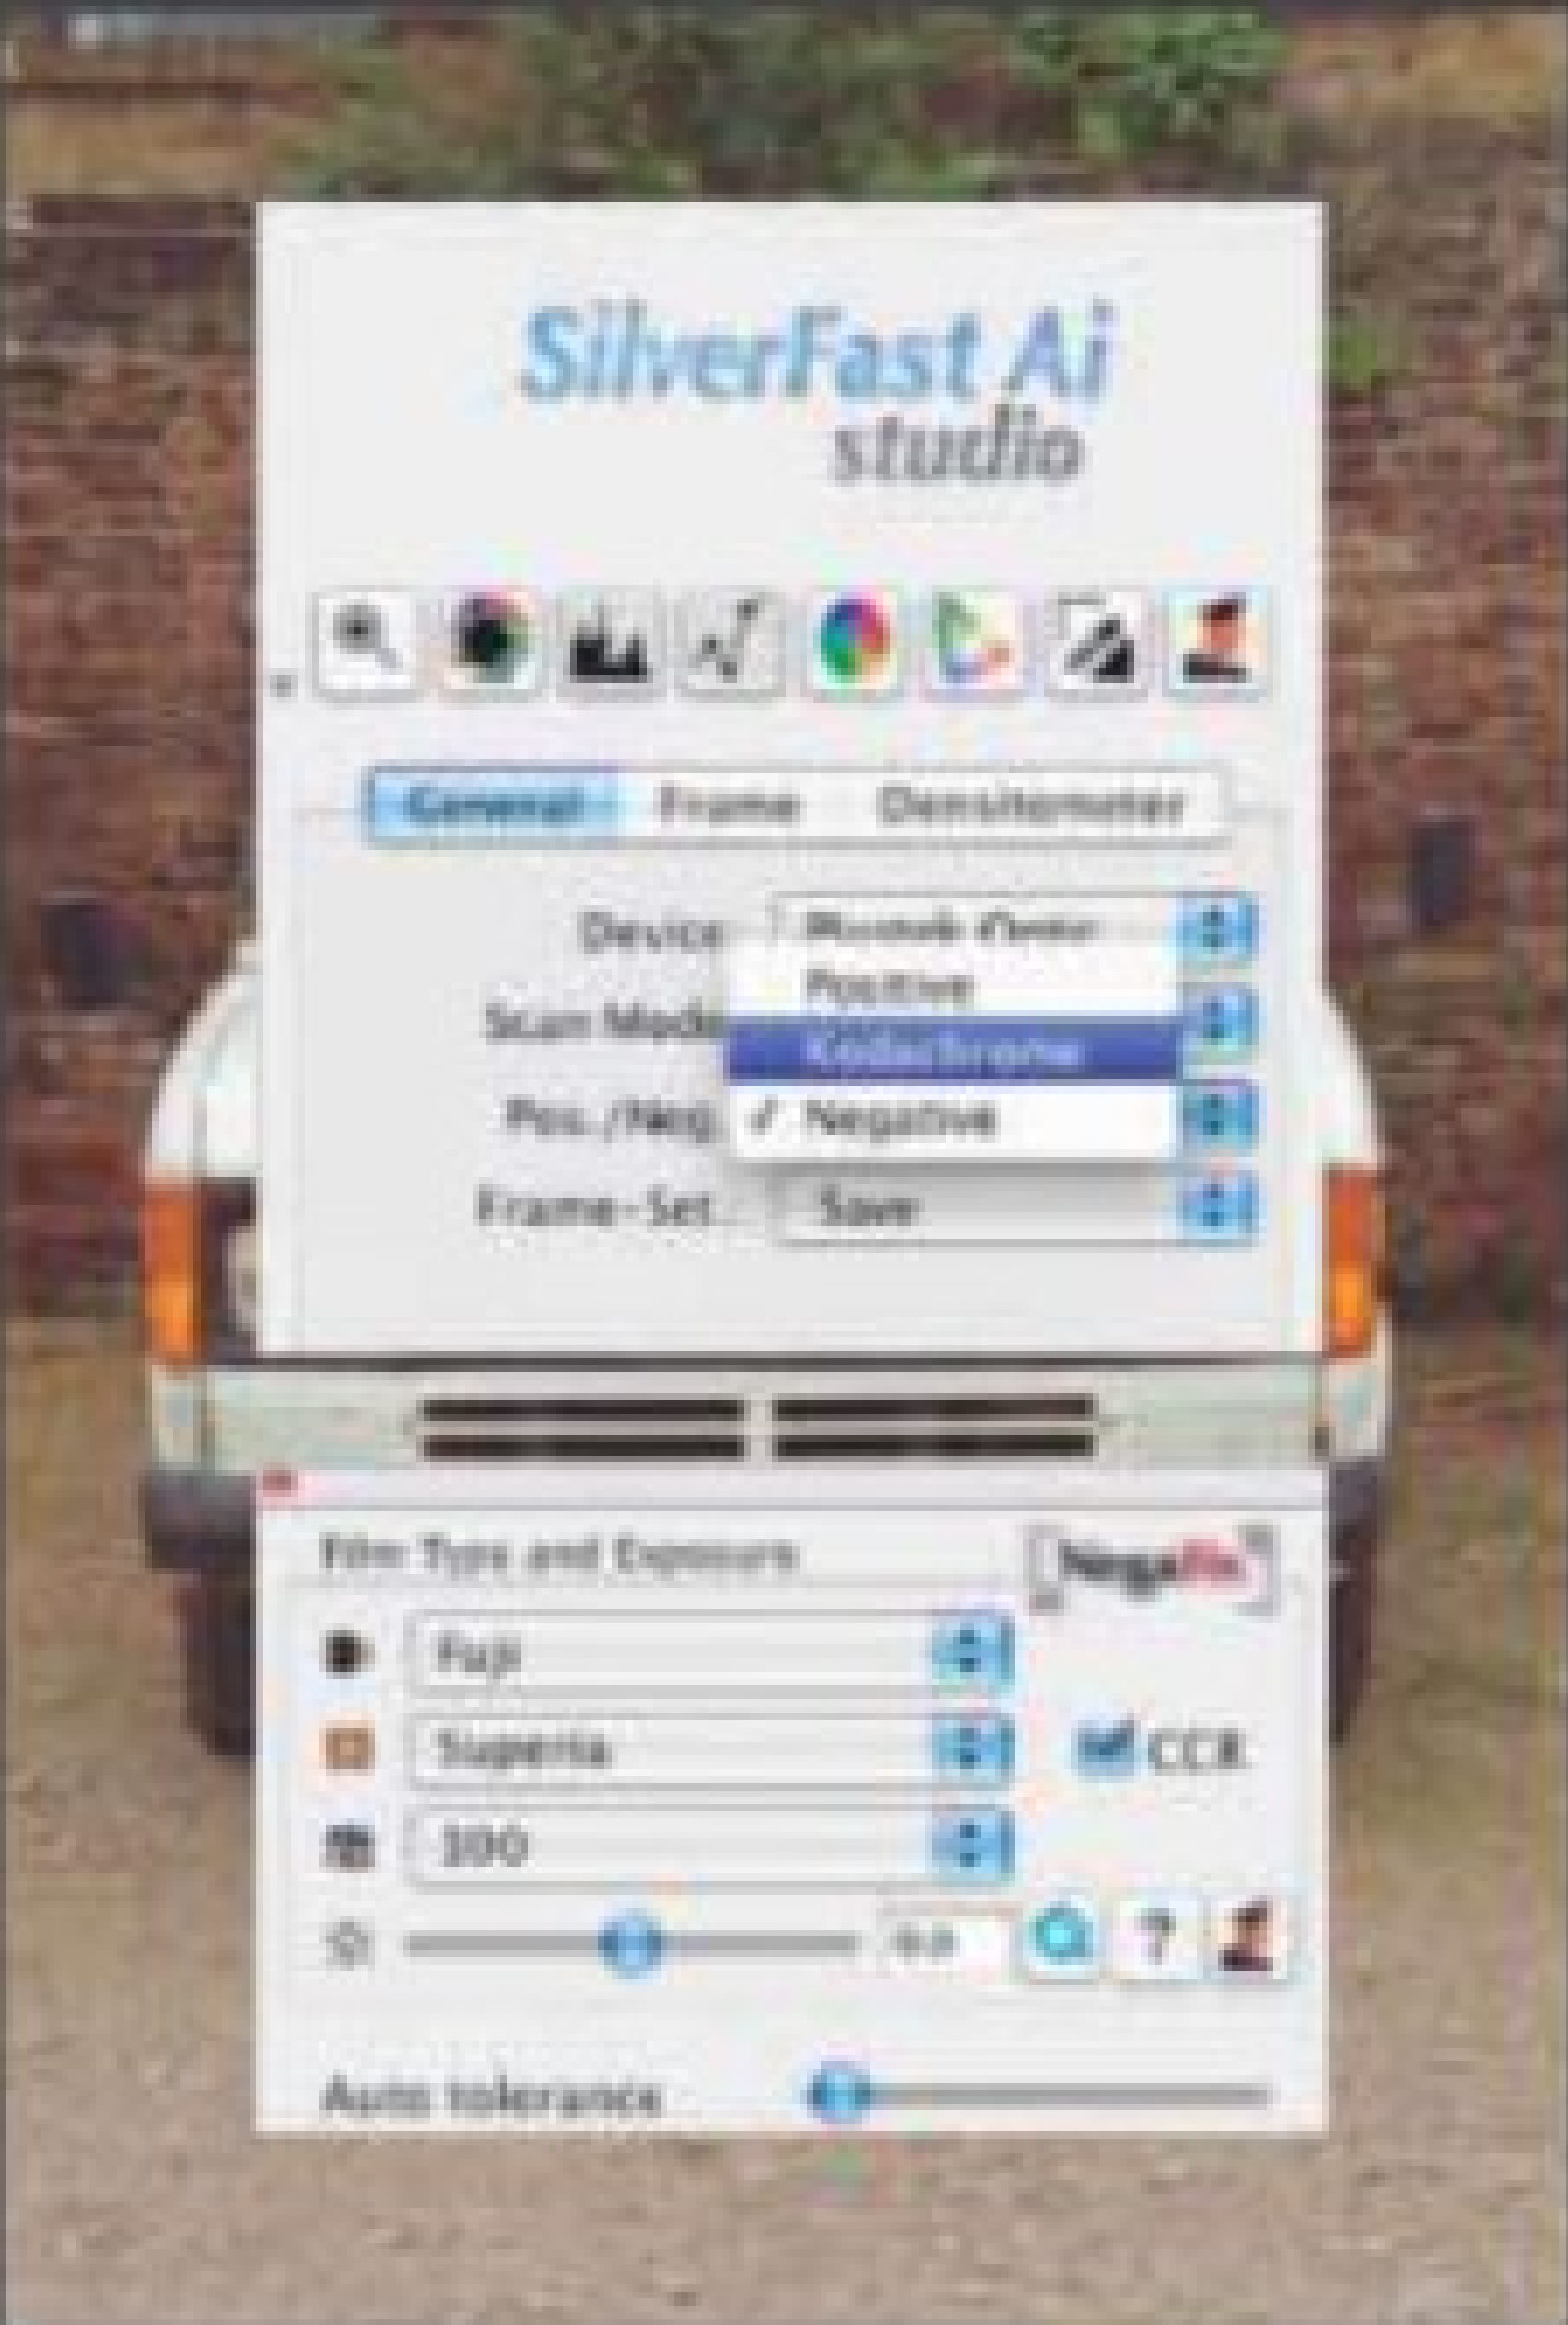 SilverFast Ai
studio
General Frame Densitometer
Device
Positive
Scan Mode
Kodachrome
Pos./Neg. ✓ Negative
Frame-Set. Save
Film Type and Exposure NegaFix
Fuji
Superia CCR
100
?
Auto tolerance